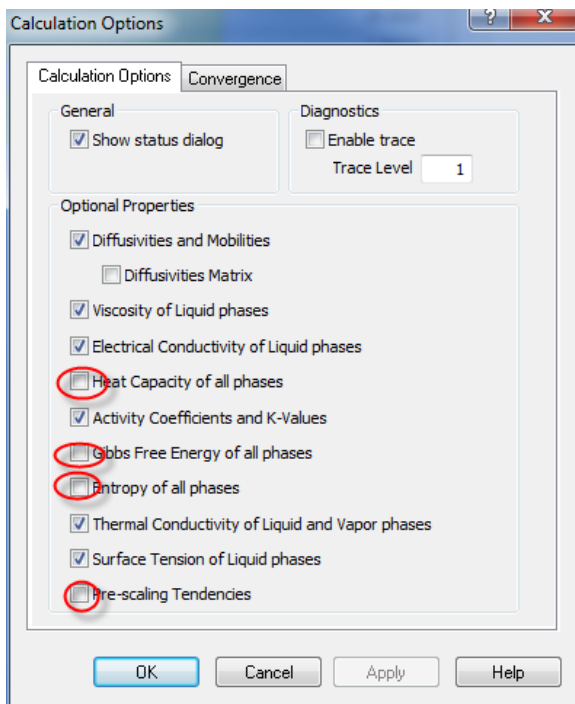 Calculation Options
? X
Calculation Options Convergence
General
Show status dialog
Diagnostics
Enable trace
Trace Level 1
Optional Properties
Diffusivities and Mobilities
Diffusivities Matrix
Viscosity of Liquid phases
Electrical Conductivity of Liquid phases
Heat Capacity of all phases
Activity Coefficients and K-Values
Gibbs Free Energy of all phases
Entropy of all phases
Thermal Conductivity of Liquid and Vapor phases
Surface Tension of Liquid phases
Pre-scaling Tendencies
OK Cancel Apply Help